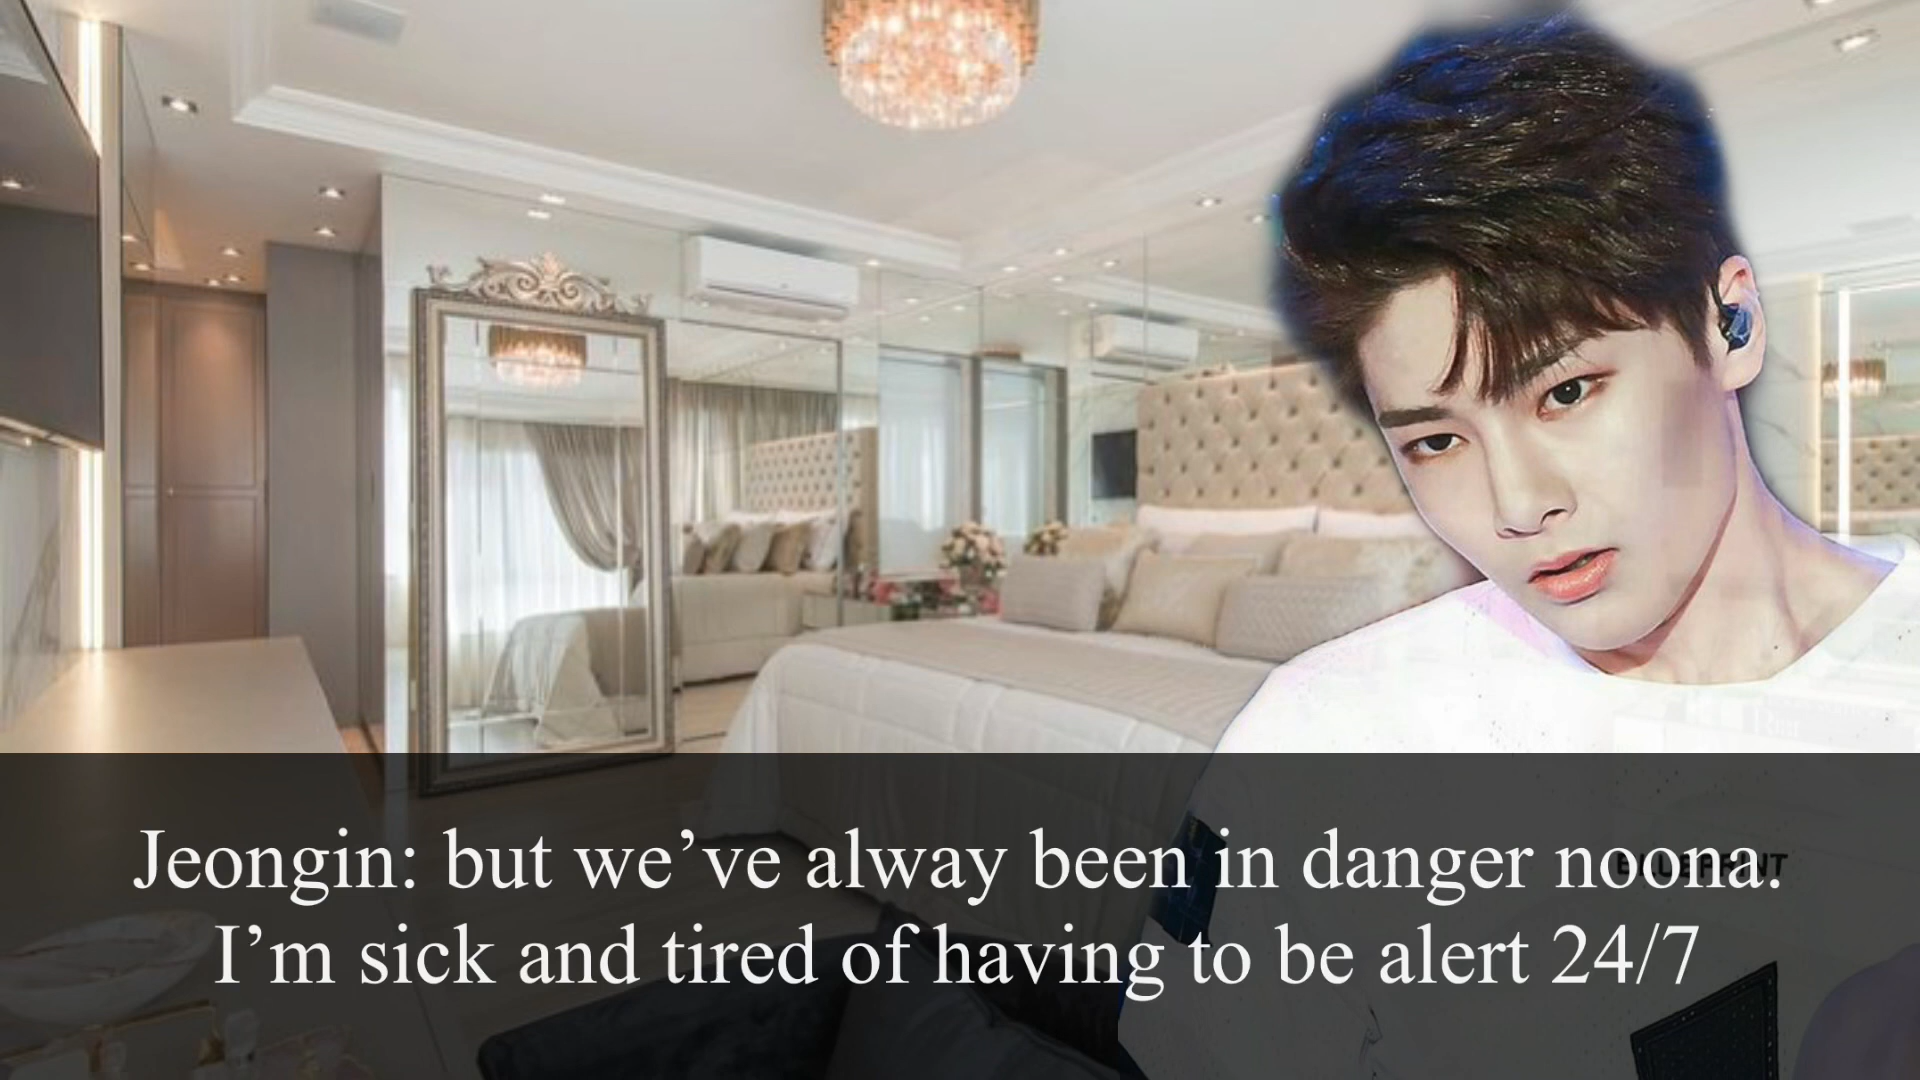 Jeongin: but we’ve alway been in danger noona.
I’m sick and tired of having to be alert 24/7